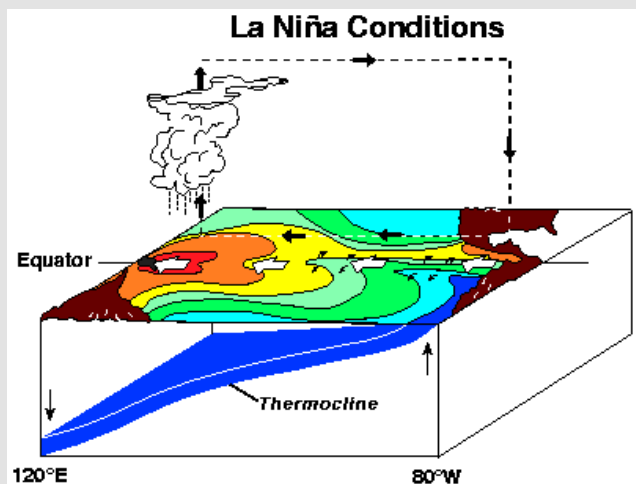 La Niña Conditions
Equator
Thermocline
120°E
80°W